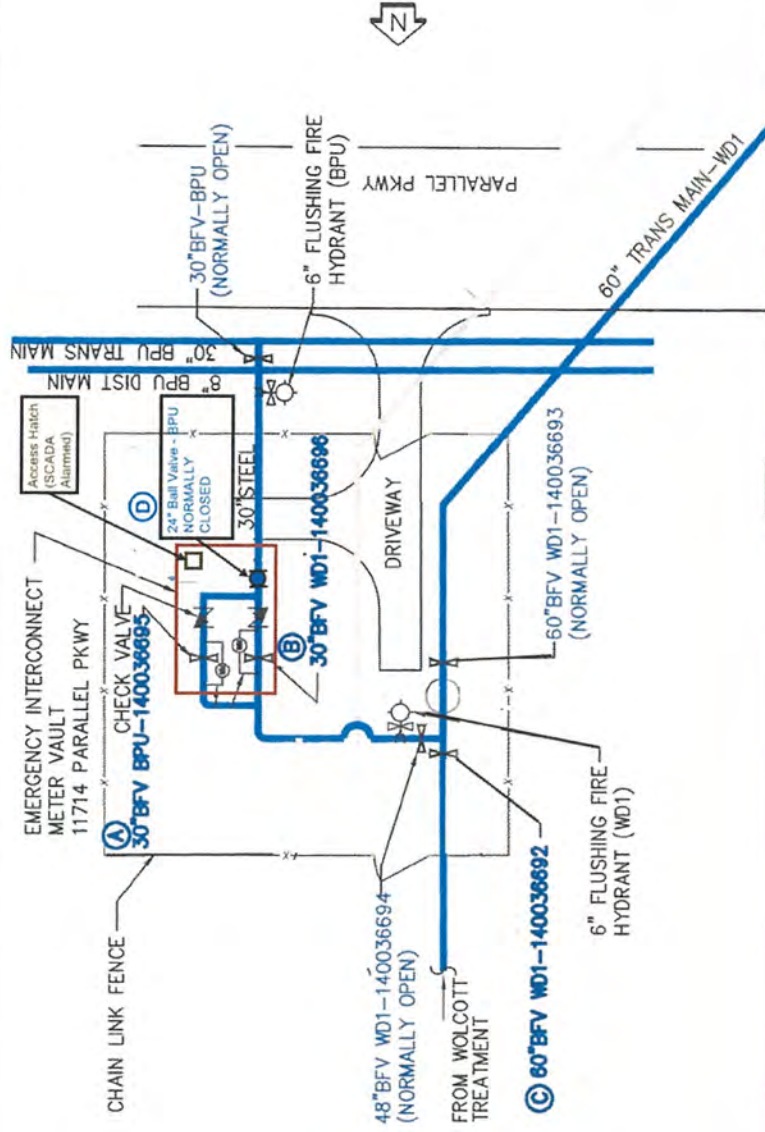 N
EMERGENCY INTERCONNECT
METER VAULT
11714 PARALLEL PKWY
CHAIN LINK FENCE
CHECK VALVE
Ⓐ
30"BFV BPU-140036695
Access Hatch
(SCADA
Alarmed)
30" BPU TRANS MAIN
8" BPU DIST MAIN
Ⓓ
24" Ball Valve - BPU
NORMALLY
CLOSED
30"STEEL
30"BFV-BPU
(NORMALLY OPEN)
6" FLUSHING FIRE
HYDRANT (BPU)
PARALLEL PKWY
Ⓑ
30"BFV WD1-140036696
DRIVEWAY
60" TRANS MAIN-WD1
60"BFV WD1-140036693
(NORMALLY OPEN)
48"BFV WD1-140036694
(NORMALLY OPEN)
FROM WOLCOTT
TREATMENT
Ⓒ 60"BFV WD1-140036692
6" FLUSHING FIRE
HYDRANT (WD1)